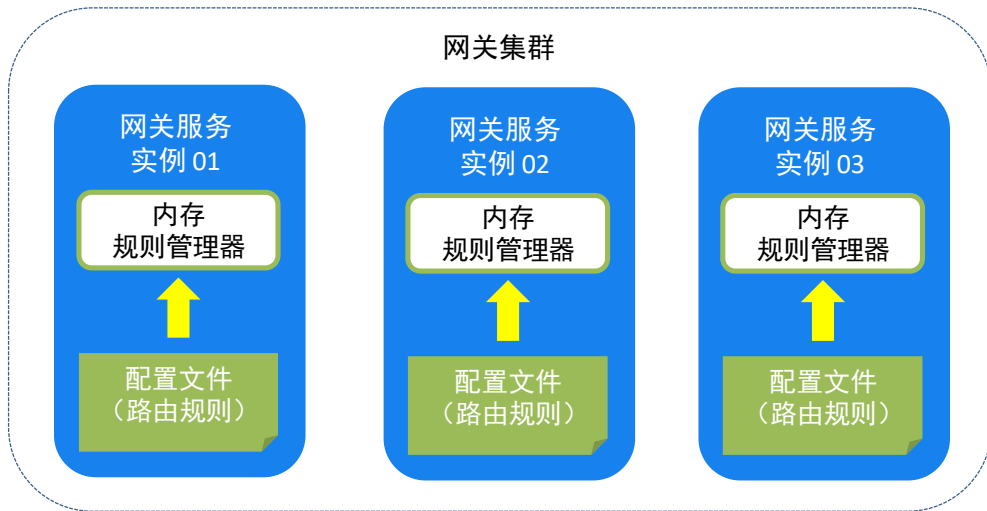 网关集群
网关服务
实例 01
内存
规则管理器
配置文件
（路由规则）
网关服务
实例 02
内存
规则管理器
配置文件
（路由规则）
网关服务
实例 03
内存
规则管理器
配置文件
（路由规则）